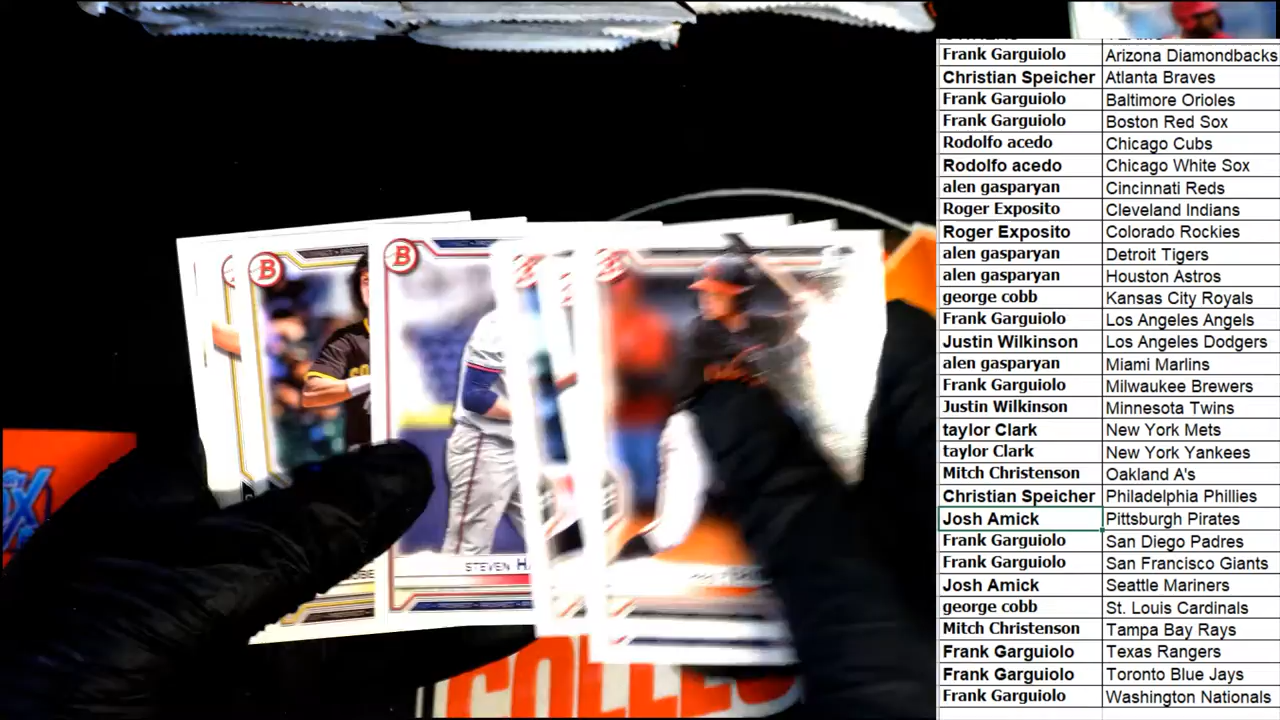 Frank Garguiolo Arizona Diamondbacks
Christian Speicher Atlanta Braves
Frank Garguiolo Baltimore Orioles
Frank Garguiolo Boston Red Sox
Rodolfo acedo Chicago Cubs
Rodolfo acedo Chicago White Sox
alen gasparyan Cincinnati Reds
Roger Exposito Cleveland Indians
Roger Exposito Colorado Rockies
alen gasparyan Detroit Tigers
alen gasparyan Houston Astros
george cobb Kansas City Royals
Frank Garguiolo Los Angeles Angels
Justin Wilkinson Los Angeles Dodgers
alen gasparyan Miami Marlins
Frank Garguiolo Milwaukee Brewers
Justin Wilkinson Minnesota Twins
taylor Clark New York Mets
taylor Clark New York Yankees
Mitch Christenson Oakland A's
Christian Speicher Philadelphia Phillies
Josh Amick Pittsburgh Pirates
Frank Garguiolo San Diego Padres
Frank Garguiolo San Francisco Giants
Josh Amick Seattle Mariners
george cobb St. Louis Cardinals
Mitch Christenson Tampa Bay Rays
Frank Garguiolo Texas Rangers
Frank Garguiolo Toronto Blue Jays
Frank Garguiolo Washington Nationals
B
B
STEVEN